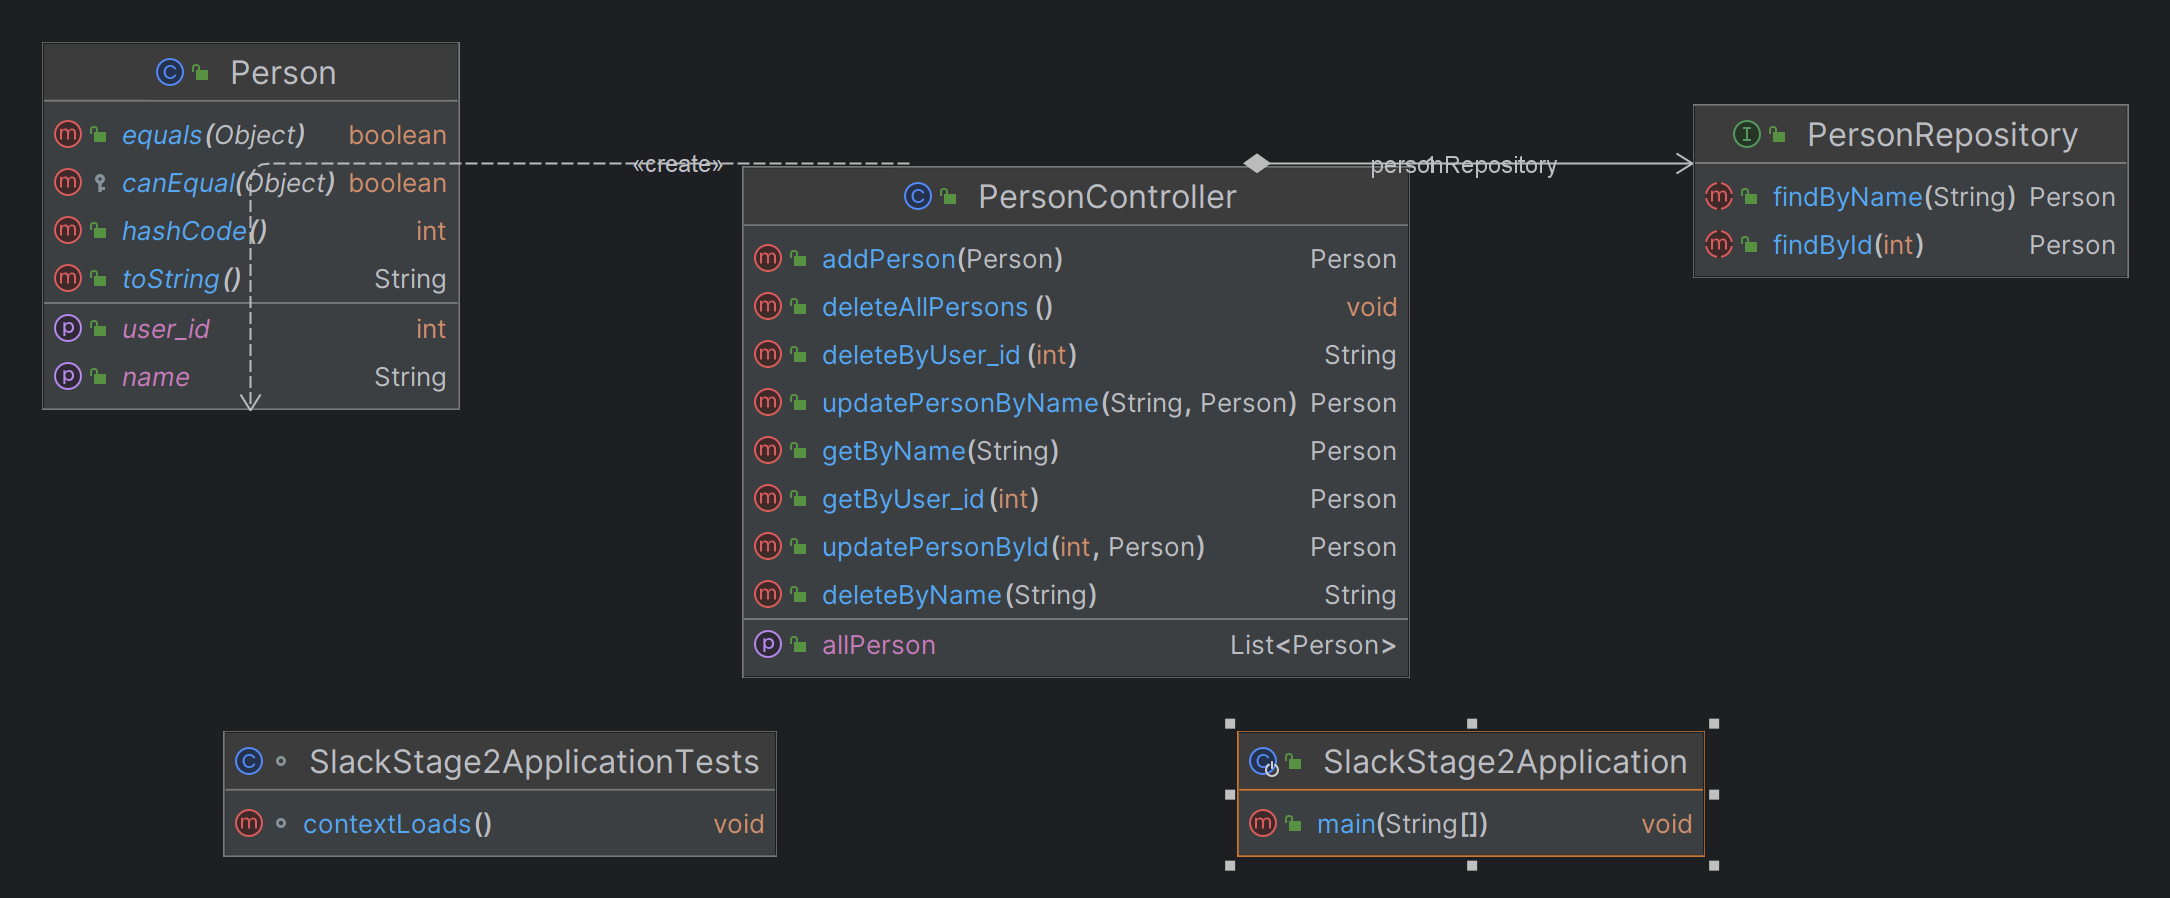 Person
equals(Object) boolean
canEqual(Object) boolean
hashCode() int
toString() String
user_id int
name String
«create»
personRepository
PersonController
addPerson(Person) Person
deleteAllPersons() void
deleteByUser_id(int) String
updatePersonByName(String, Person) Person
getByName(String) Person
getByUser_id(int) Person
updatePersonById(int, Person) Person
deleteByName(String) String
allPerson List<Person>
PersonRepository
findByName(String) Person
findById(int) Person
SlackStage2ApplicationTests
contextLoads() void
SlackStage2Application
main(String[]) void